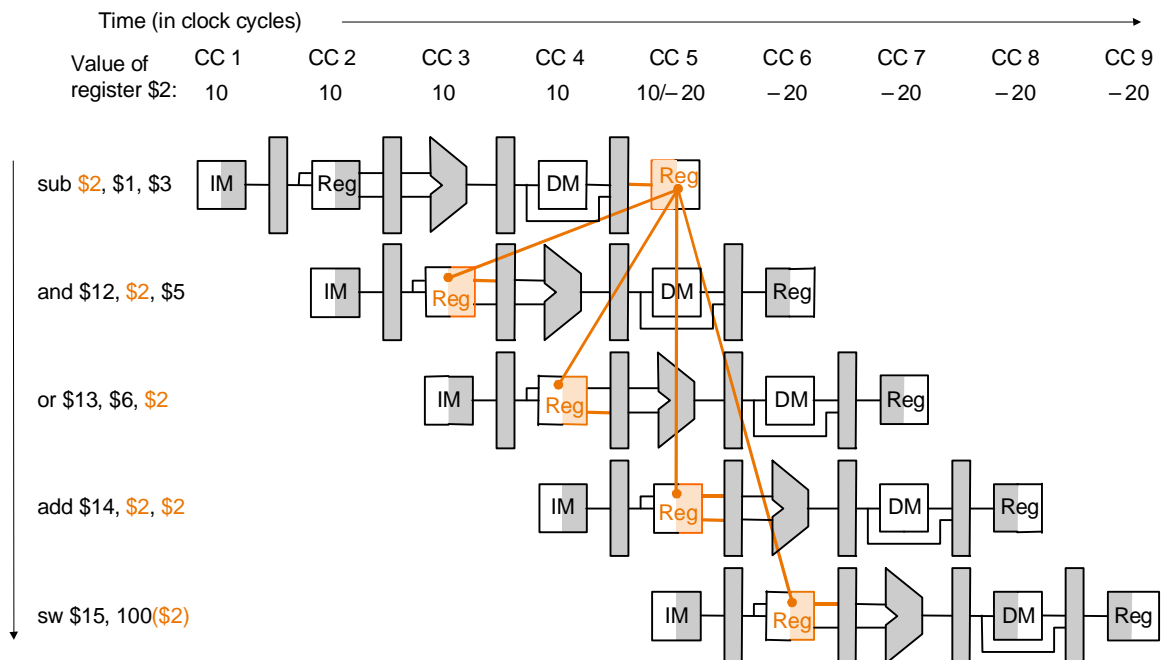 Time (in clock cycles)
CC 1 CC 2 CC 3 CC 4 CC 5 CC 6 CC 7 CC 8 CC 9
Value of
register $2: 10 10 10 10 10/– 20 – 20 – 20 – 20 – 20
sub $2, $1, $3 IM Reg DM Reg
and $12, $2, $5 IM Reg DM Reg
or $13, $6, $2 IM Reg DM Reg
add $14, $2, $2 IM Reg DM Reg
sw $15, 100($2) IM Reg DM Reg